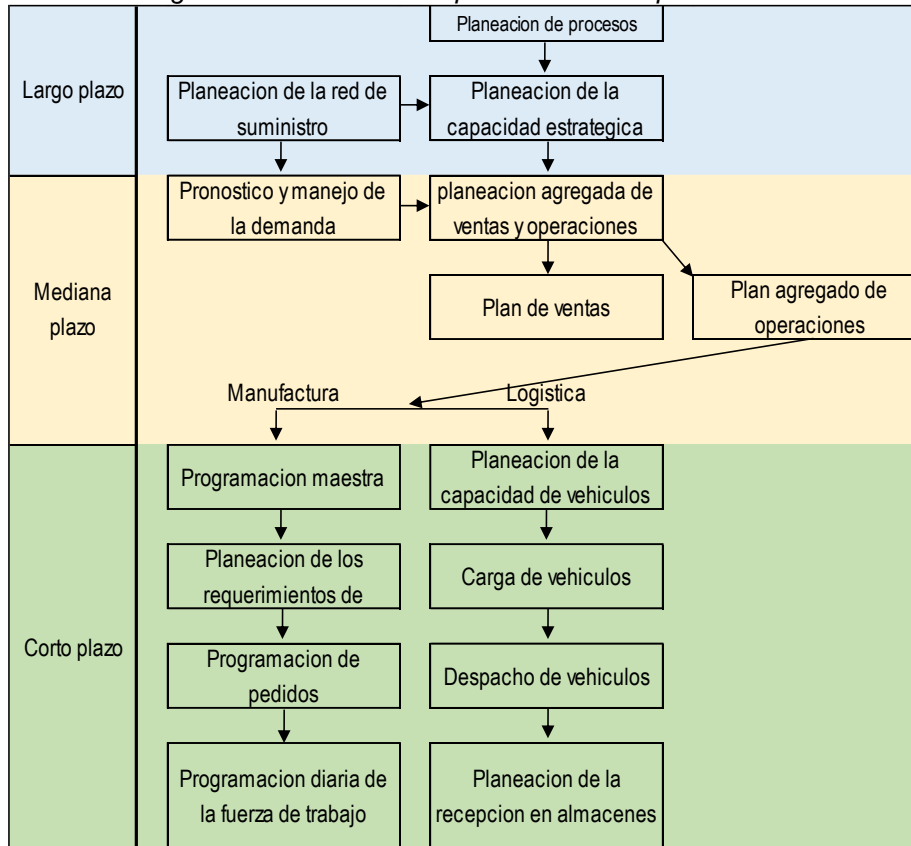 Planeacion de procesos
Largo plazo
Planeacion de la red de
suministro
Planeacion de la
capacidad estrategica
Pronostico y manejo de
la demanda
planeacion agregada de
ventas y operaciones
Mediana
plazo
Plan de ventas
Plan agregado de
operaciones
Manufactura
Logistica
Programacion maestra
Planeacion de la
capacidad de vehiculos
Planeacion de los
requerimientos de
Carga de vehiculos
Corto plazo
Programacion de
pedidos
Despacho de vehiculos
Programacion diaria de
la fuerza de trabajo
Planeacion de la
recepcion en almacenes